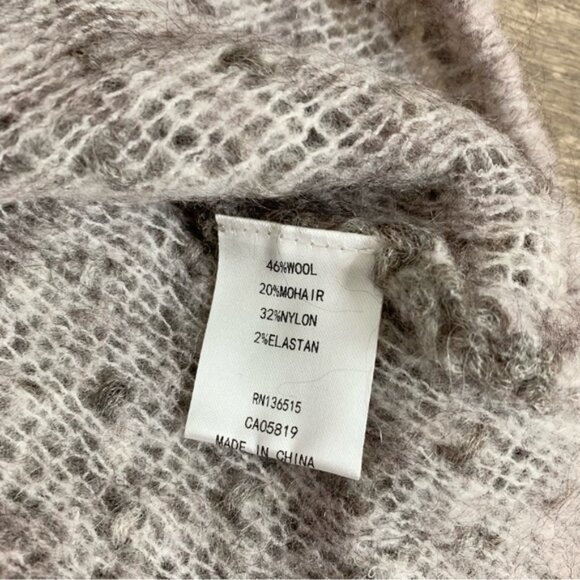 46%WOOL
20%MOHAIR
32%NYLON
2%ELASTAN
RN136515
CA05819
MADE IN CHINA